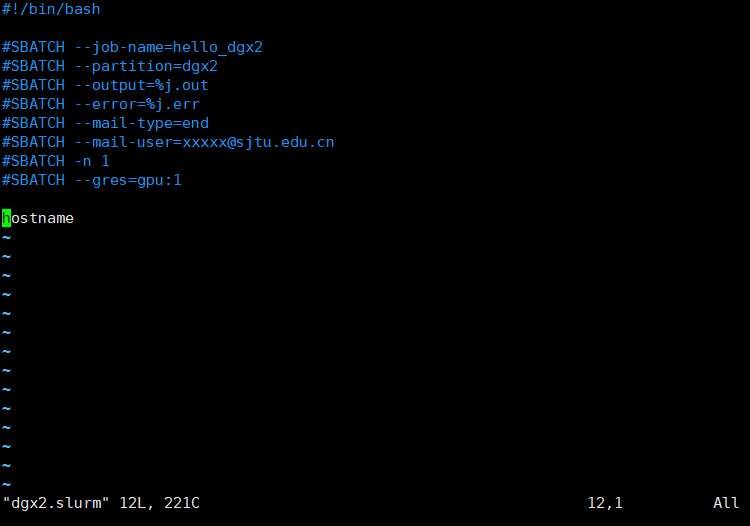 #!/bin/bash
#SBATCH --job-name=hello_dgx2
#SBATCH --partition=dgx2
#SBATCH --output=%j.out
#SBATCH --error=%j.err
#SBATCH --mail-type=end
#SBATCH --mail-user=xxxxx@sjtu.edu.cn
#SBATCH -n 1
#SBATCH --gres=gpu:1
hostname
~
~
~
~
~
~
~
~
~
~
~
~
~
~
"dgx2.slurm" 12L, 221C 12,1 All